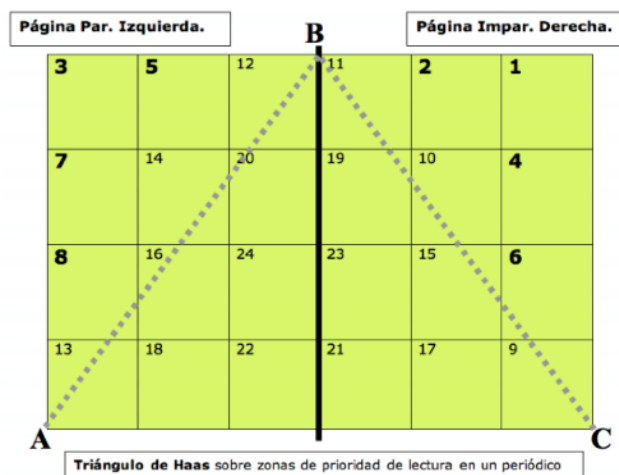 Página Par. Izquierda.
Página Impar. Derecha.
B
3 5 12 11 2 1
7 14 20 19 10 4
8 16 24 23 15 6
13 18 22 21 17 9
A C
Triángulo de Haas sobre zonas de prioridad de lectura en un periódico